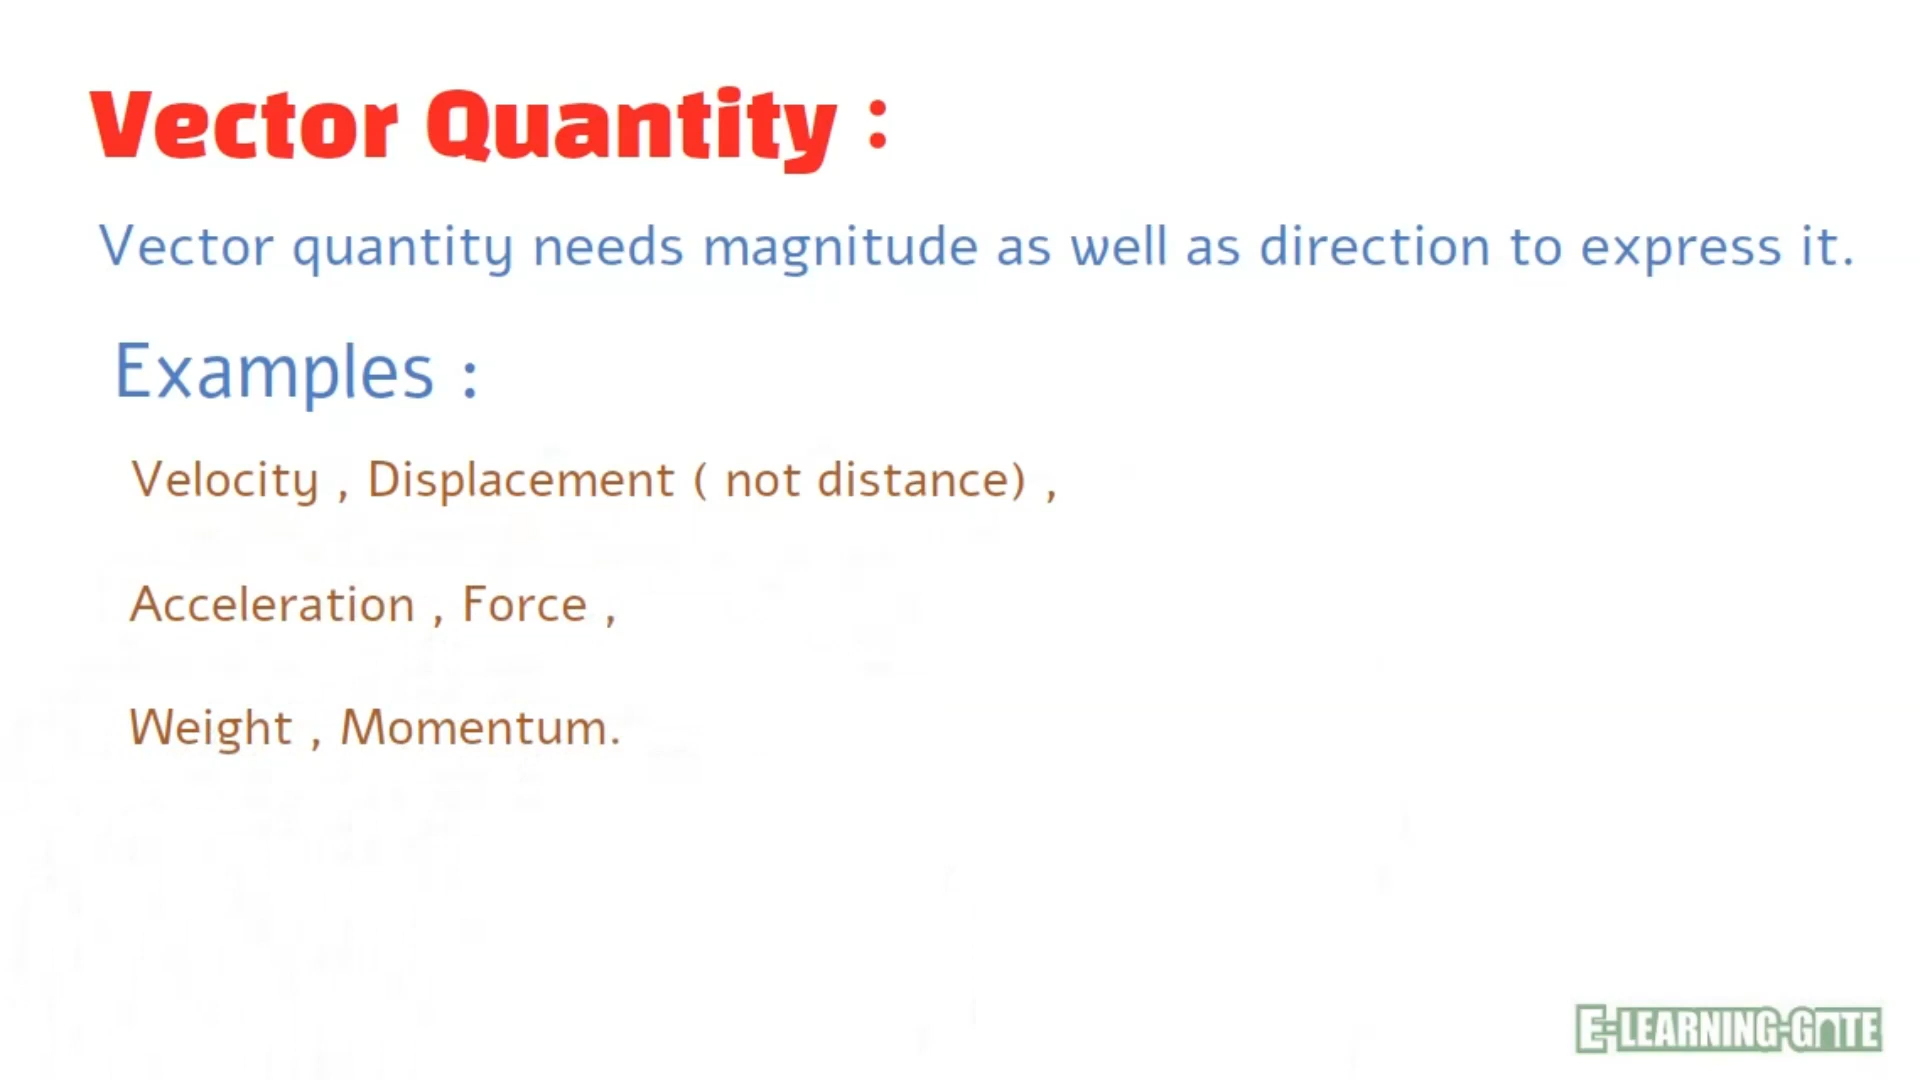 Vector Quantity :
Vector quantity needs magnitude as well as direction to express it.
Examples :
Velocity , Displacement ( not distance) ,
Acceleration , Force ,
Weight , Momentum.
E-LEARNING-GATE